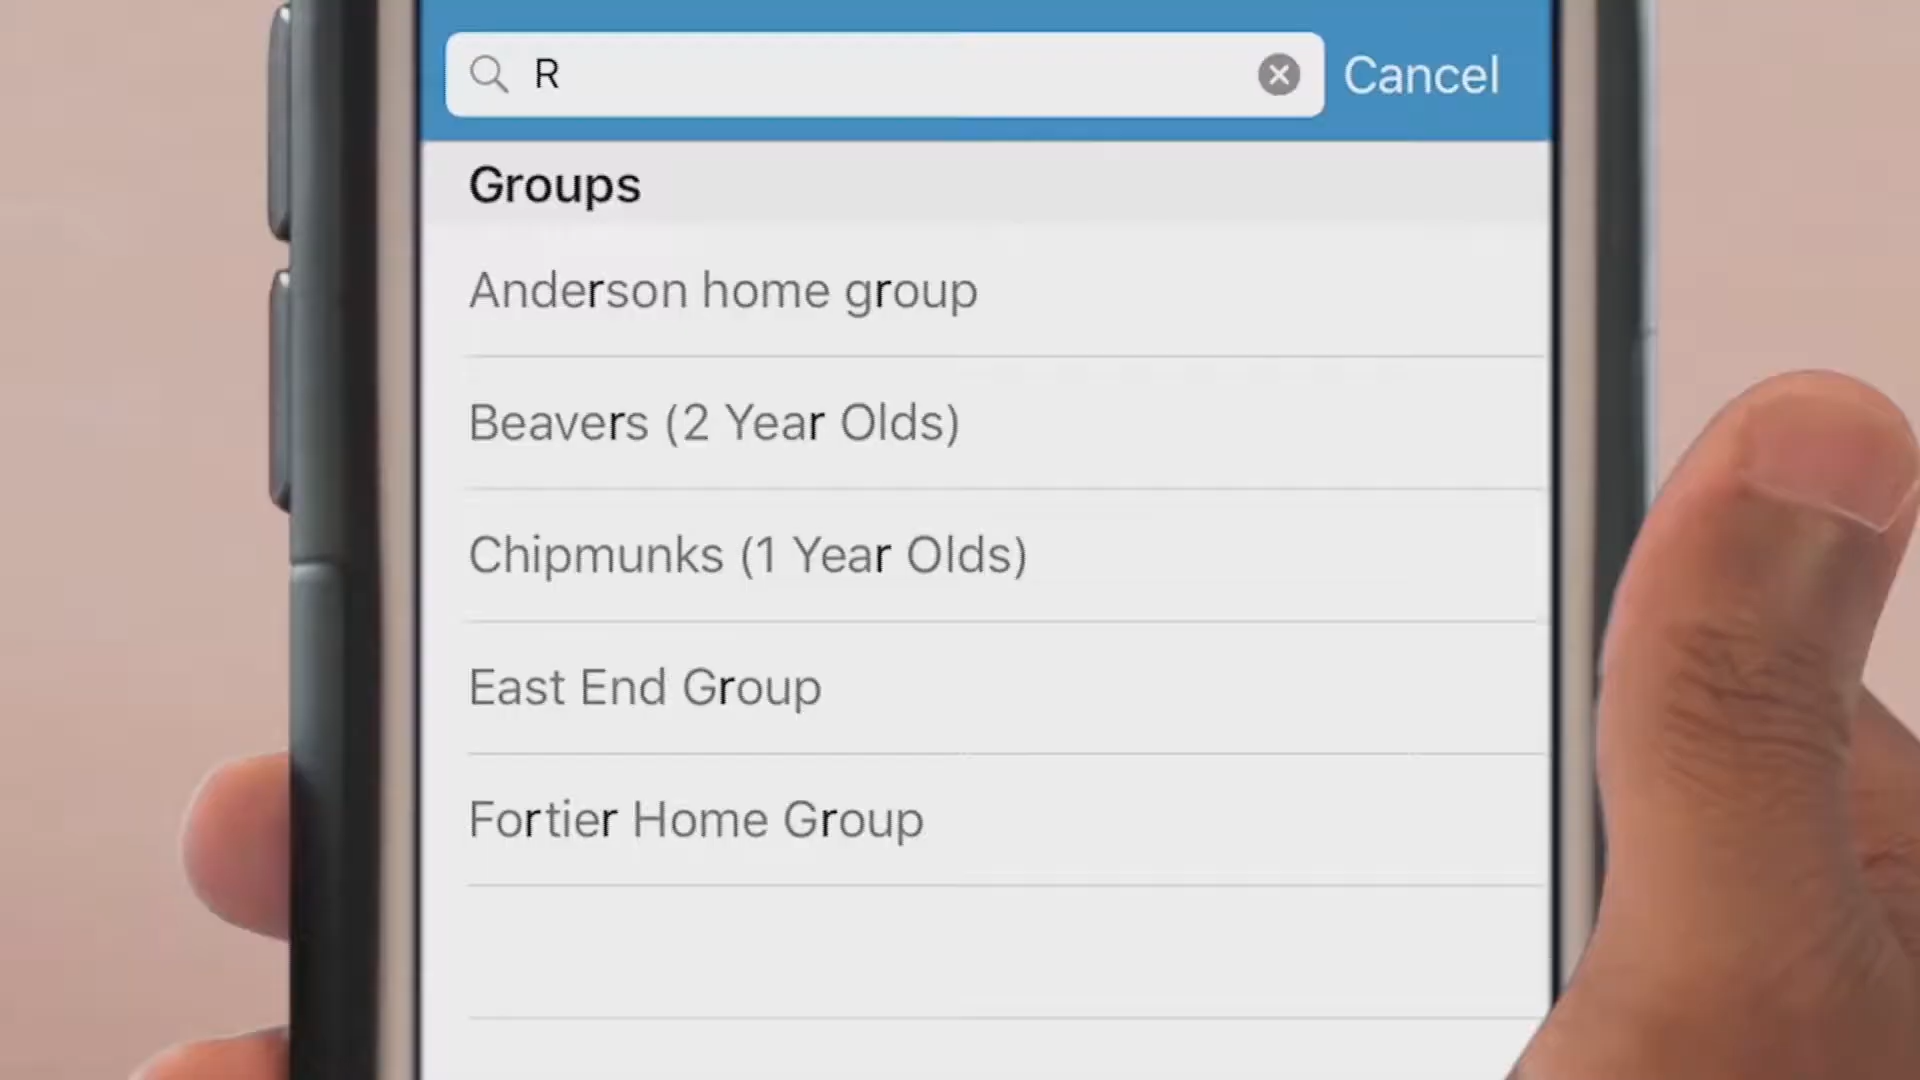 R
Cancel
Groups
Anderson home group
Beavers (2 Year Olds)
Chipmunks (1 Year Olds)
East End Group
Fortier Home Group